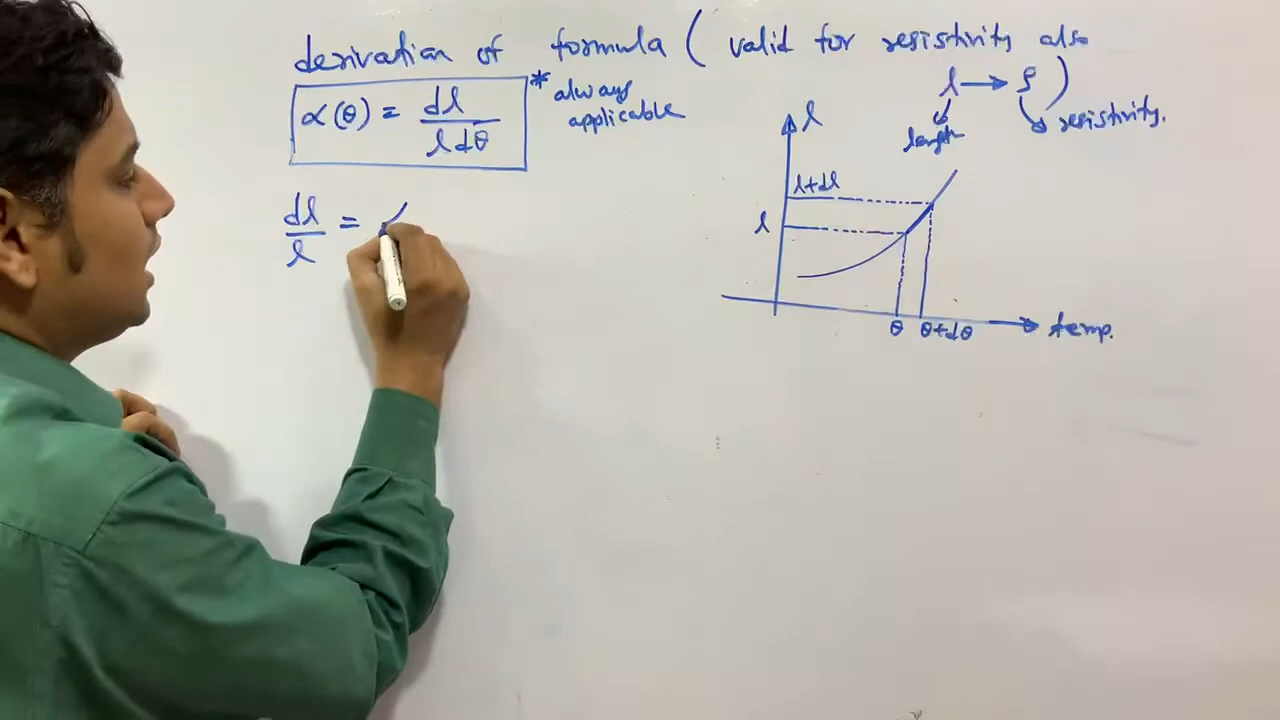 derivation of formula ( valid for resistivity also
l → ρ )
α(θ) = dl / l dθ
* always
applicable
length
resistivity.
l
l+dl
l
dl / l =
θ θ+dθ
temp.